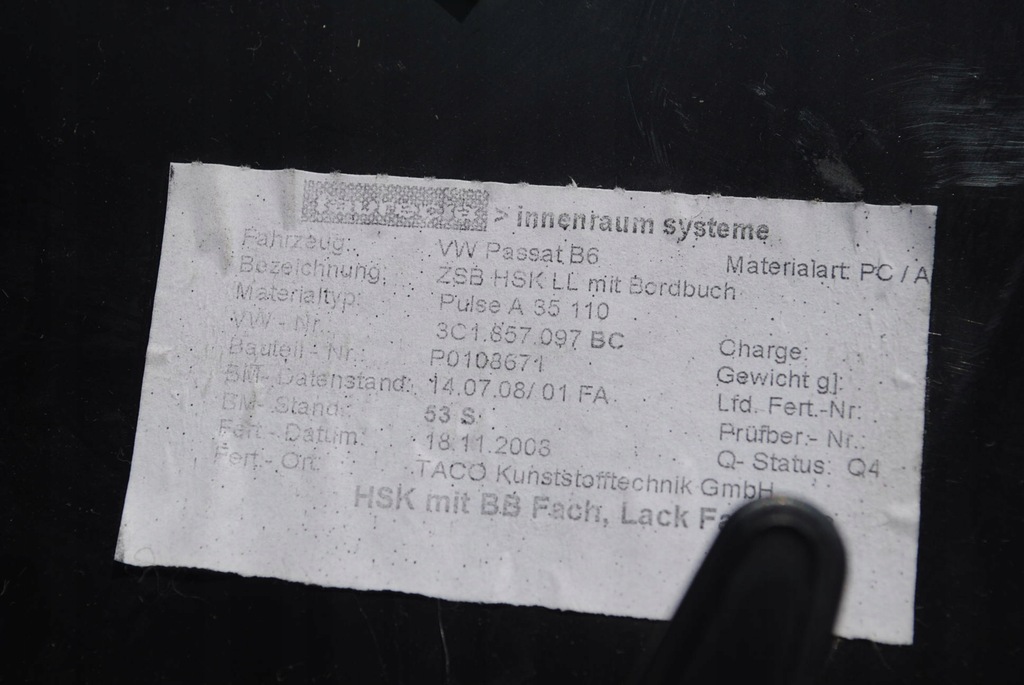 > innenraum systeme
Fahrzeug: VW Passat B6 Materialart: PC / A
Bezeichnung: ZSB HSK LL mit Bordbuch
Materialtyp: Pulse A 35 110
VW - Nr.: 3C1.857.097 BC Charge:
Bauteil - Nr.: P0108671 Gewicht g]:
BMT- Datenstand: 14.07.08/ 01 FA Lfd. Fert.-Nr:
BM- Stand: 53 S Prüfber.- Nr.:
Fert - Datum: 18.11.2008 Q- Status: Q4
Fert.- Ort: TACO Kunststofftechnik GmbH
HSK mit BB Fach, Lack